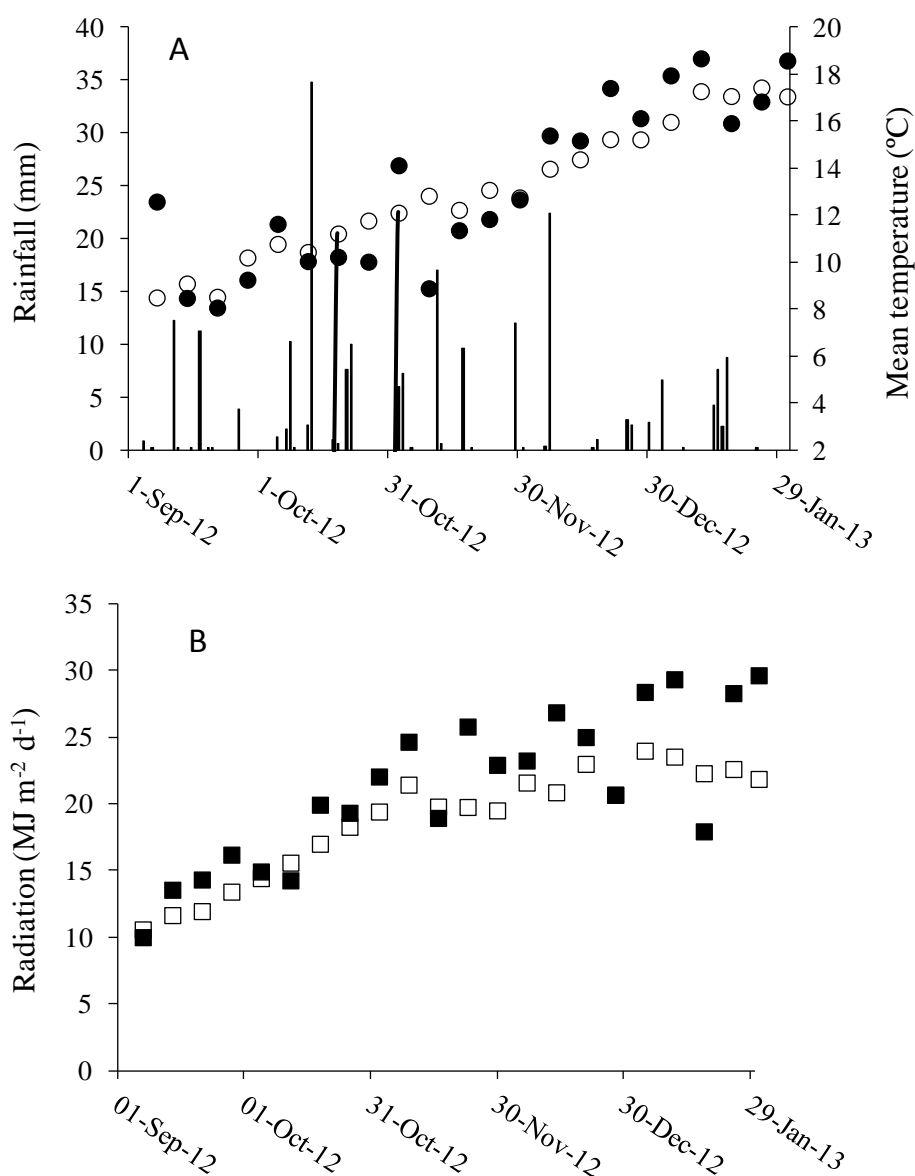 A
40
35
30
25
20
15
10
5
0
Rainfall (mm)
20
18
16
14
12
10
8
6
4
2
Mean temperature (ºC)
1-Sep-12
1-Oct-12
31-Oct-12
30-Nov-12
30-Dec-12
29-Jan-13
B
35
30
25
20
15
10
5
0
Radiation (MJ m-2 d-1)
01-Sep-12
01-Oct-12
31-Oct-12
30-Nov-12
30-Dec-12
29-Jan-13